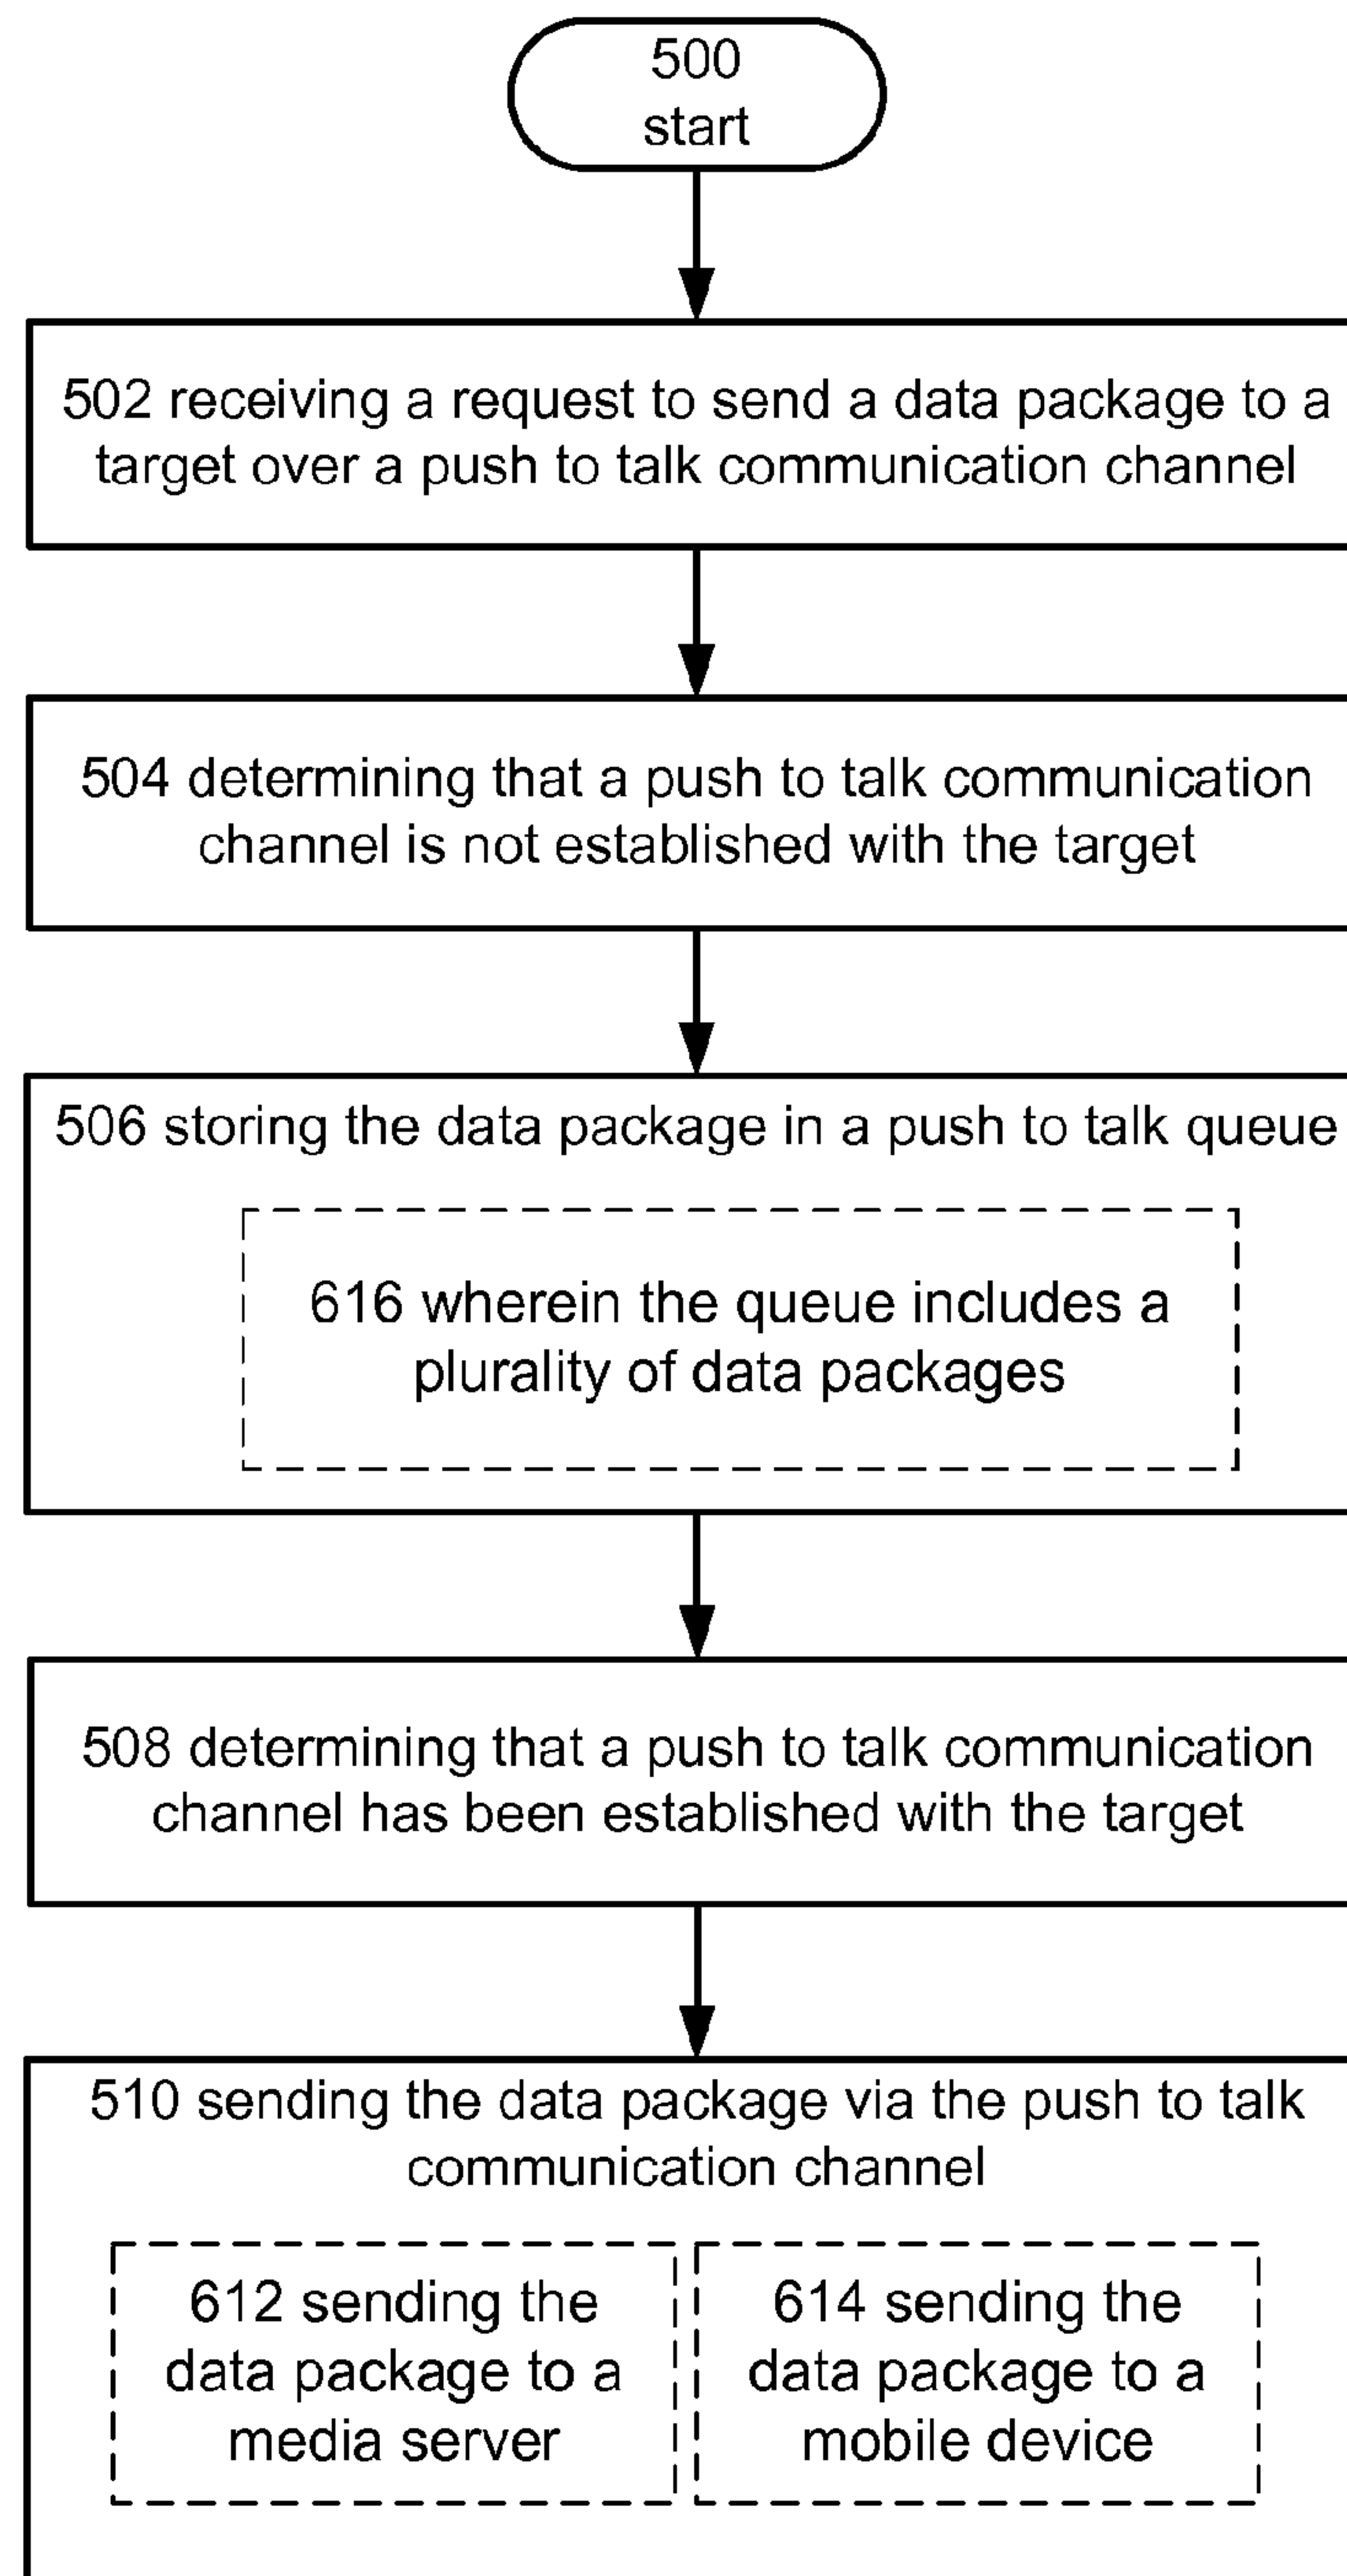 500
start
502 receiving a request to send a data package to a
target over a push to talk communication channel
504 determining that a push to talk communication
channel is not established with the target
506 storing the data package in a push to talk queue
616 wherein the queue includes a
plurality of data packages
508 determining that a push to talk communication
channel has been established with the target
510 sending the data package via the push to talk
communication channel
612 sending the
data package to a
media server
614 sending the
data package to a
mobile device